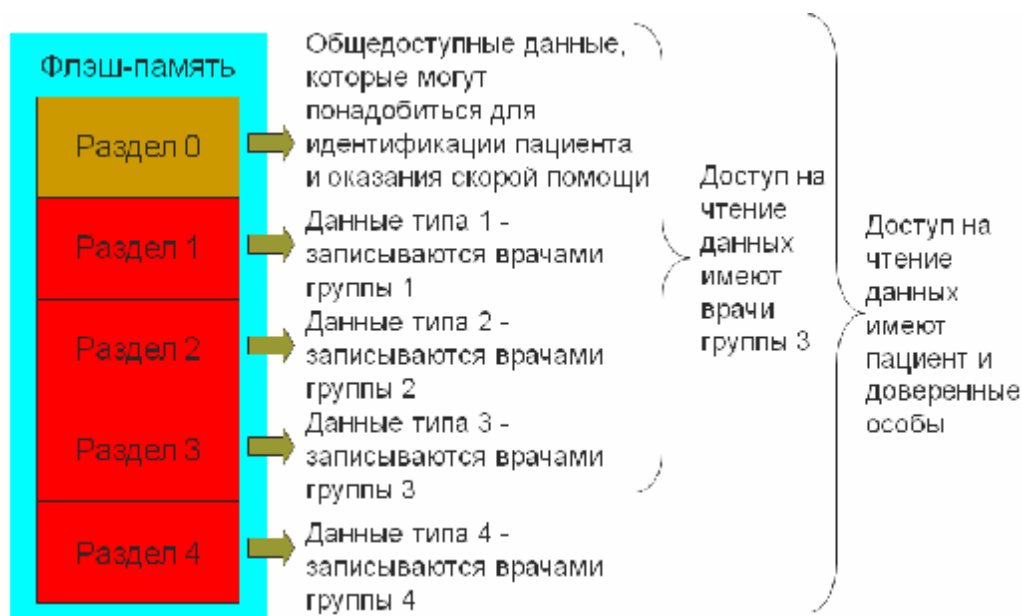 Флэш-память
Раздел 0
Раздел 1
Раздел 2
Раздел 3
Раздел 4
Общедоступные данные,
которые могут
понадобиться для
идентификации пациента
и оказания скорой помощи
Данные типа 1 -
записываются врачами
группы 1
Данные типа 2 -
записываются врачами
группы 2
Данные типа 3 -
записываются врачами
группы 3
Данные типа 4 -
записываются врачами
группы 4
Доступ на
чтение
данных
имеют
врачи
группы 3
Доступ на
чтение
данных
имеют
пациент и
доверенные
особы